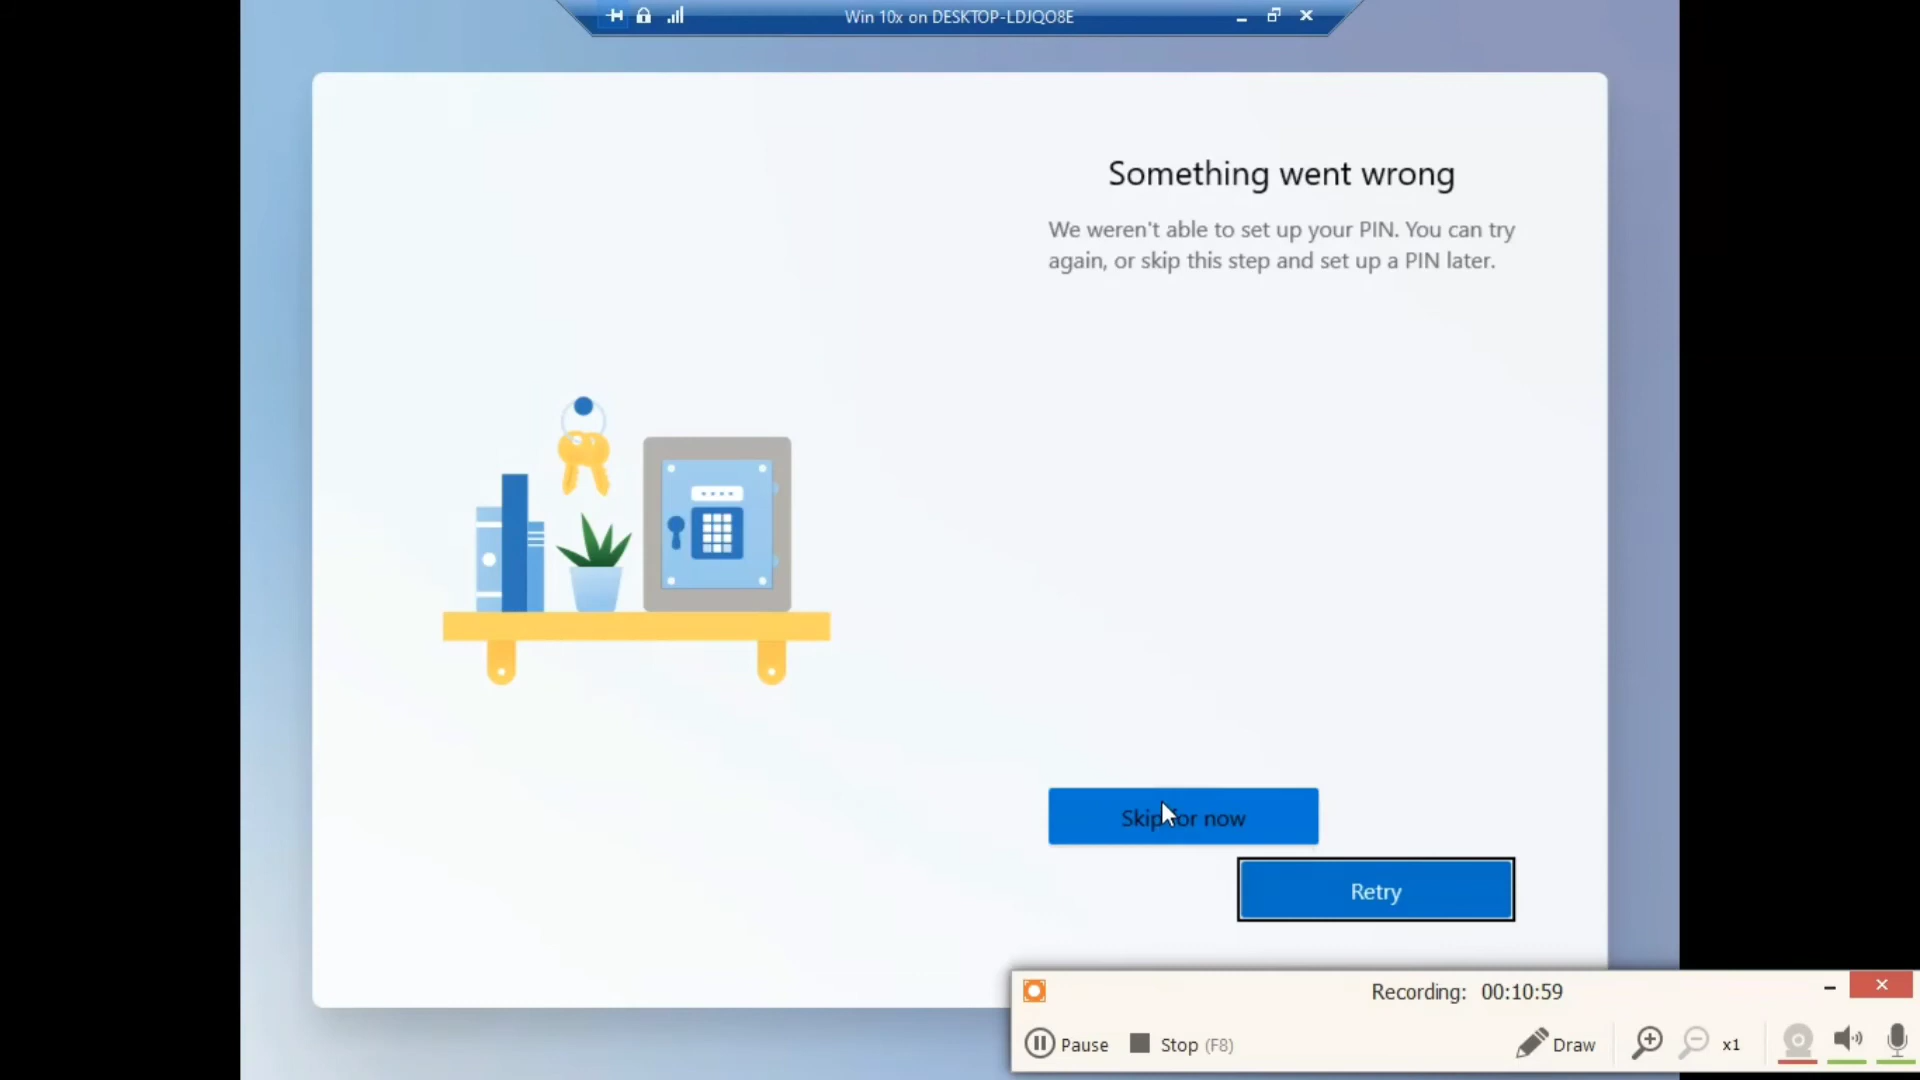 Win 10x on DESKTOP-LDJQO8E
Something went wrong
We weren't able to set up your PIN. You can try
again, or skip this step and set up a PIN later.
Skip for now
Retry
Recording: 00:10:59
Pause
Stop (F8)
Draw
x1